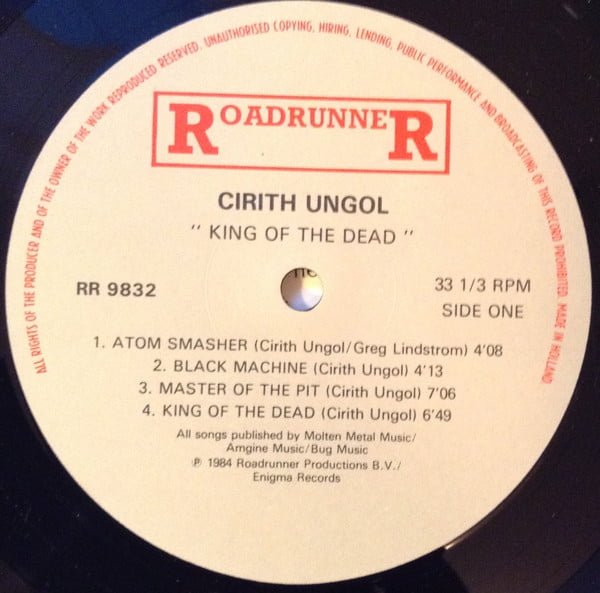 ALL RIGHTS OF THE PRODUCER AND OF THE OWNER OF THE WORK REPRODUCED RESERVED. UNAUTHORISED COPYING, HIRING, LENDING, PUBLIC PERFORMANCE AND BROADCASTING OF THIS RECORD PROHIBITED. MADE IN HOLLAND
ROADRUNNER
CIRITH UNGOL
" KING OF THE DEAD "
RR 9832
33 1/3 RPM
SIDE ONE
1. ATOM SMASHER (Cirith Ungol/Greg Lindstrom) 4'08
2. BLACK MACHINE (Cirith Ungol) 4'13
3. MASTER OF THE PIT (Cirith Ungol) 7'06
4. KING OF THE DEAD (Cirith Ungol) 6'49
All songs published by Molten Metal Music/
Amgine Music/Bug Music
℗ 1984 Roadrunner Productions B.V./
Enigma Records